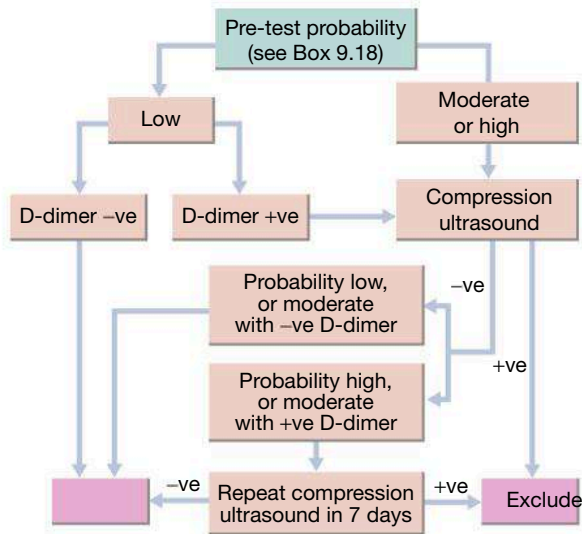 Pre-test probability
(see Box 9.18)
Low
Moderate
or high
D-dimer –ve
D-dimer +ve
Compression
ultrasound
Probability low,
or moderate
with –ve D-dimer
–ve
+ve
Probability high,
or moderate
with +ve D-dimer
–ve
Repeat compression
ultrasound in 7 days
+ve
Exclude